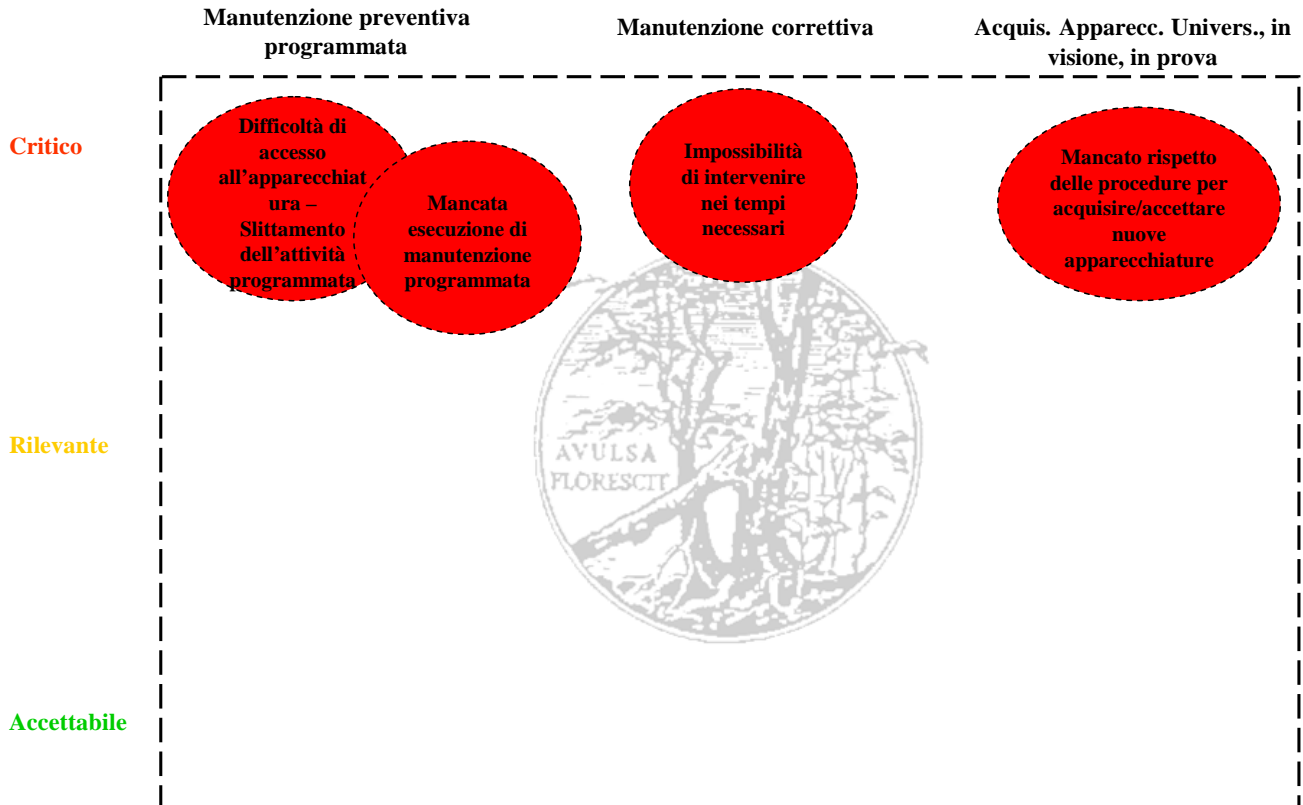 Manutenzione preventiva
programmata
Manutenzione correttiva
Acquis. Apparecc. Univers., in
visione, in prova
Critico
Difficoltà di
accesso
all’apparecchiat
ura –
Slittamento
dell’attività
programmata
Mancata
esecuzione di
manutenzione
programmata
Impossibilità
di intervenire
nei tempi
necessari
Mancato rispetto
delle procedure per
acquisire/accettare
nuove
apparecchiature
Rilevante
AVULSA
FLORESCIT
Accettabile